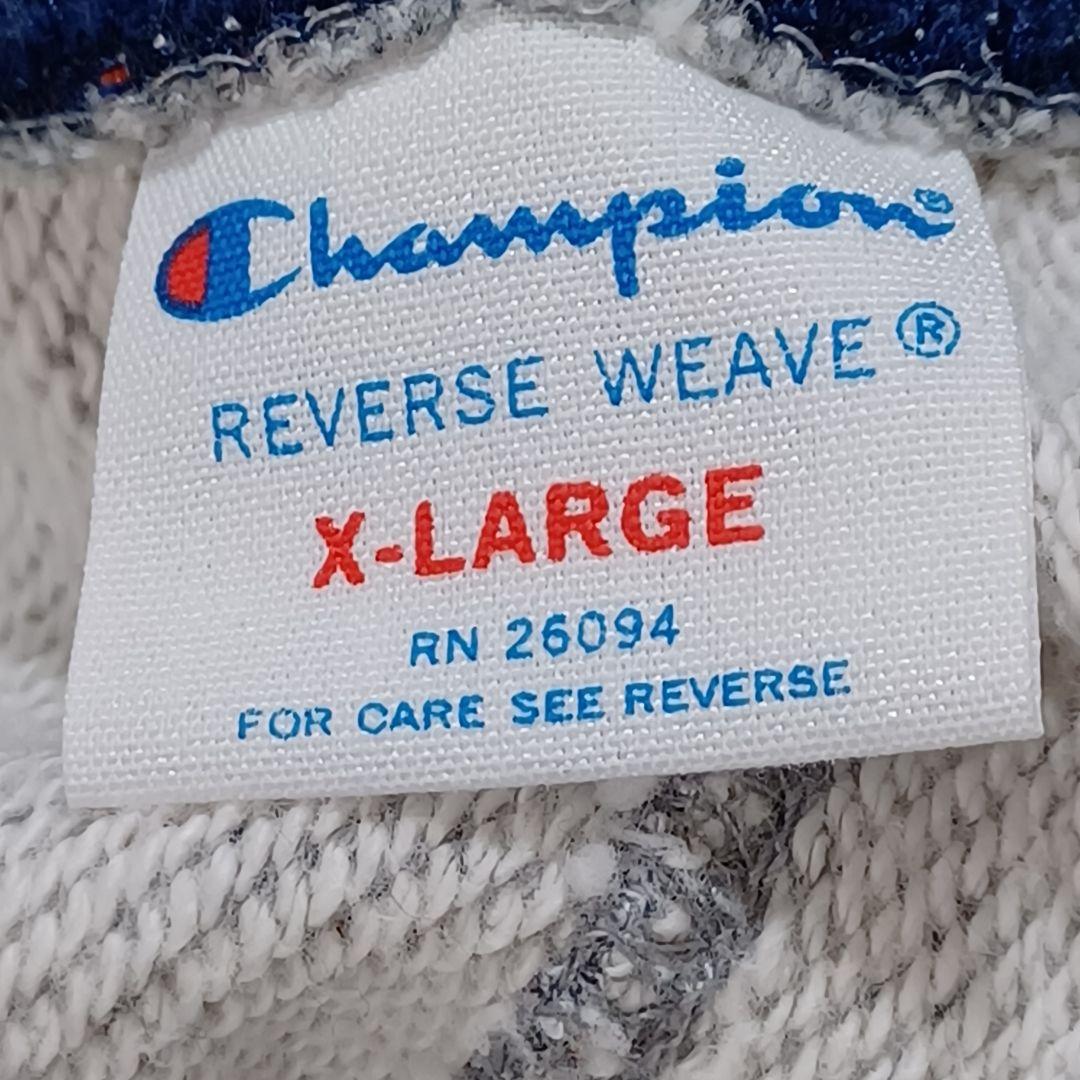 Champion®
REVERSE WEAVE®
X-LARGE
RN 26094
FOR CARE SEE REVERSE